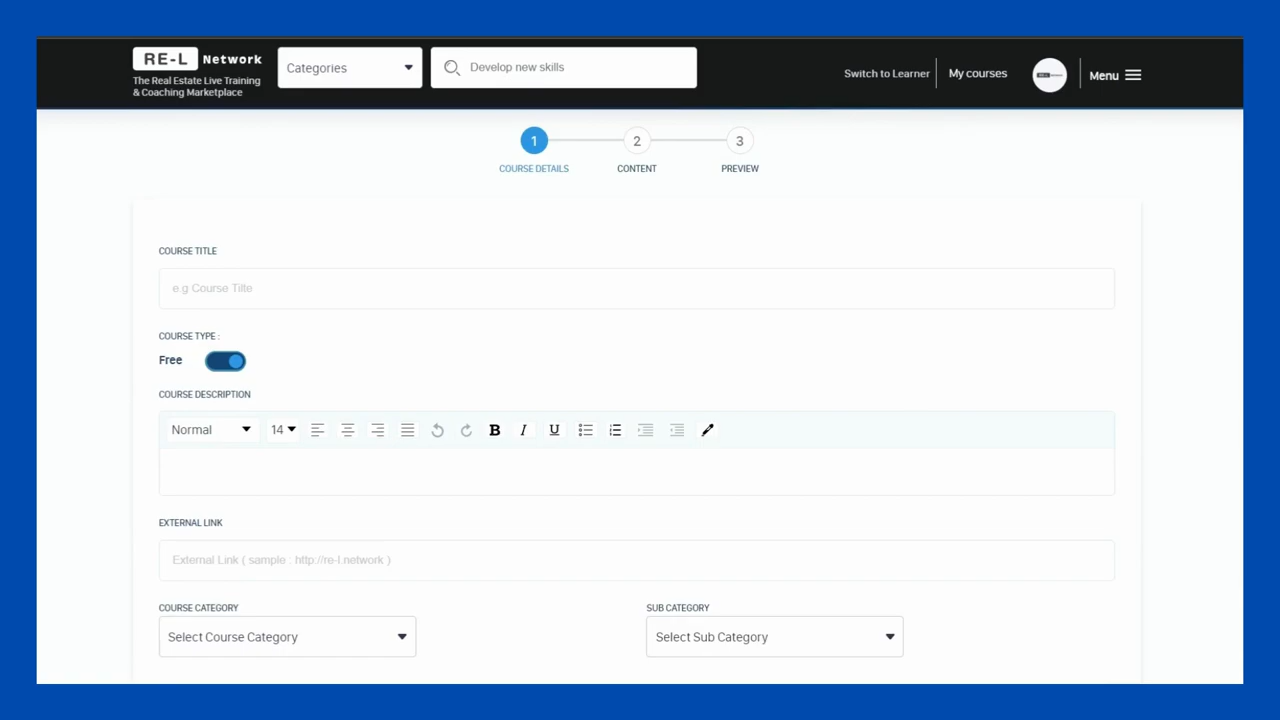 RE-L Network
The Real Estate Live Training
& Coaching Marketplace
Categories
Develop new skills
Switch to Learner
My courses
Menu
1
2
3
COURSE DETAILS
CONTENT
PREVIEW
COURSE TITLE
e.g Course Tilte
COURSE TYPE :
Free
COURSE DESCRIPTION
Normal
14
B
I
U
EXTERNAL LINK
External Link ( sample : http://re-l.network )
COURSE CATEGORY
SUB CATEGORY
Select Course Category
Select Sub Category